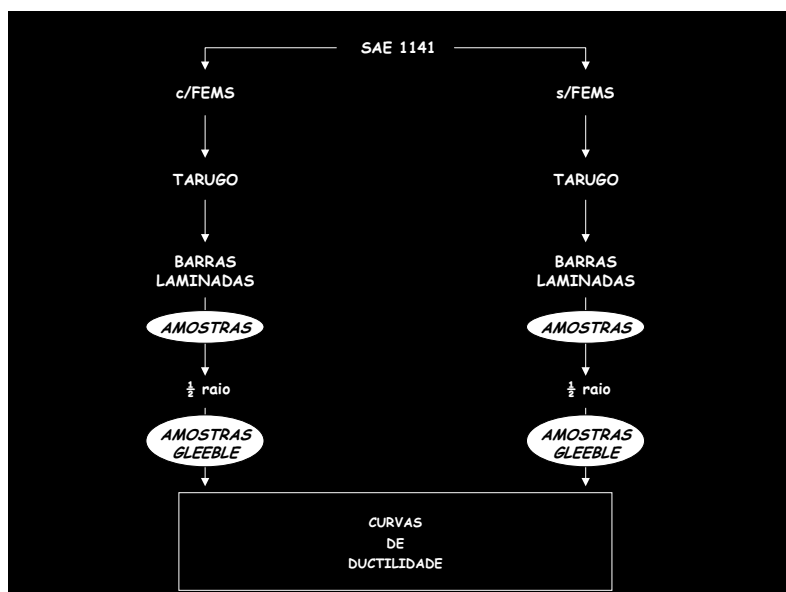 SAE 1141
c/FEMS
s/FEMS
TARUGO
TARUGO
BARRAS
LAMINADAS
BARRAS
LAMINADAS
AMOSTRAS
AMOSTRAS
½ raio
½ raio
AMOSTRAS
GLEEBLE
AMOSTRAS
GLEEBLE
CURVAS
DE
DUCTILIDADE